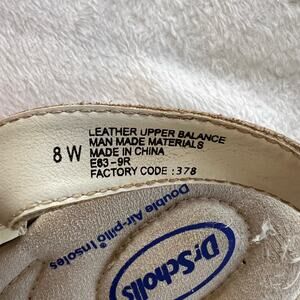 8 W
LEATHER UPPER BALANCE
MAN MADE MATERIALS
MADE IN CHINA
E63-9R
FACTORY CODE : 378
Double Air-pillo Insoles
Dr. Scholl's